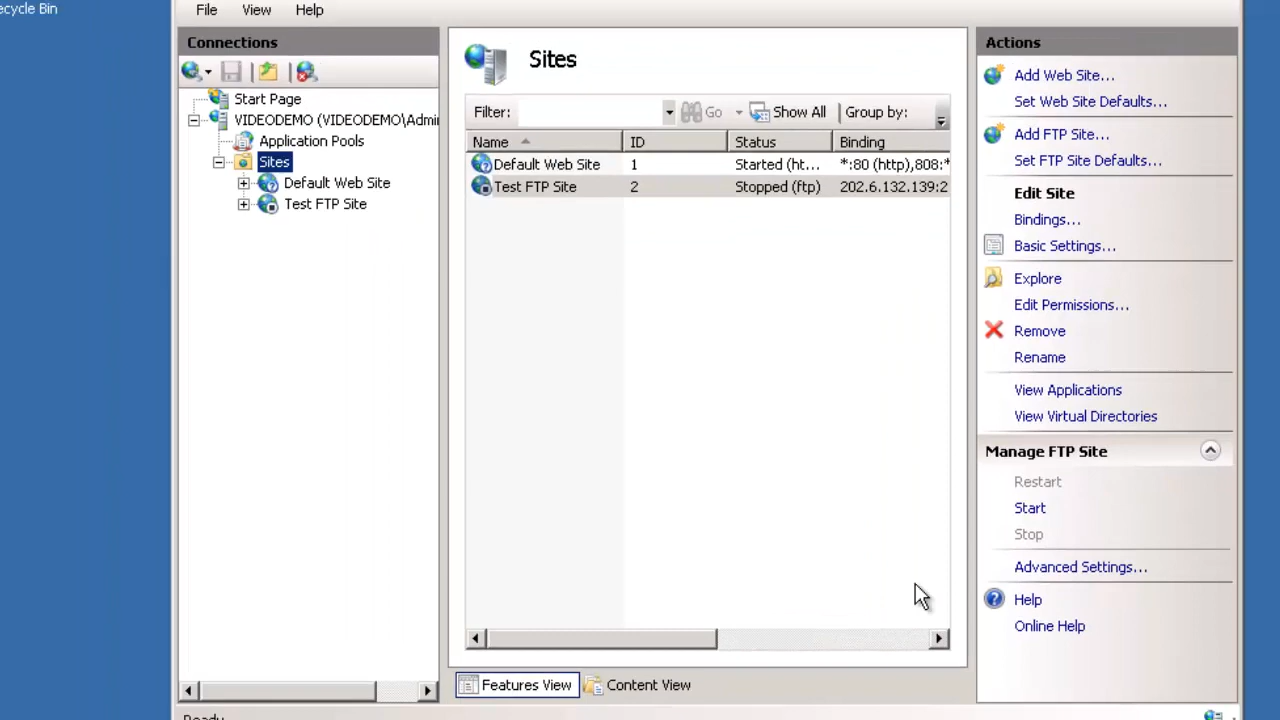 ecycle Bin
File View Help
Connections
Start Page
VIDEODEMO (VIDEODEMO\Admi
Application Pools
Sites
Default Web Site
Test FTP Site
Sites
Filter: Go Show All Group by:
Name ID Status Binding
Default Web Site 1 Started (ht... *:80 (http),808:*
Test FTP Site 2 Stopped (ftp) 202.6.132.139:2
Features View Content View
Actions
Add Web Site...
Set Web Site Defaults...
Add FTP Site...
Set FTP Site Defaults...
Edit Site
Bindings...
Basic Settings...
Explore
Edit Permissions...
Remove
Rename
View Applications
View Virtual Directories
Manage FTP Site
Restart
Start
Stop
Advanced Settings...
Help
Online Help
Ready